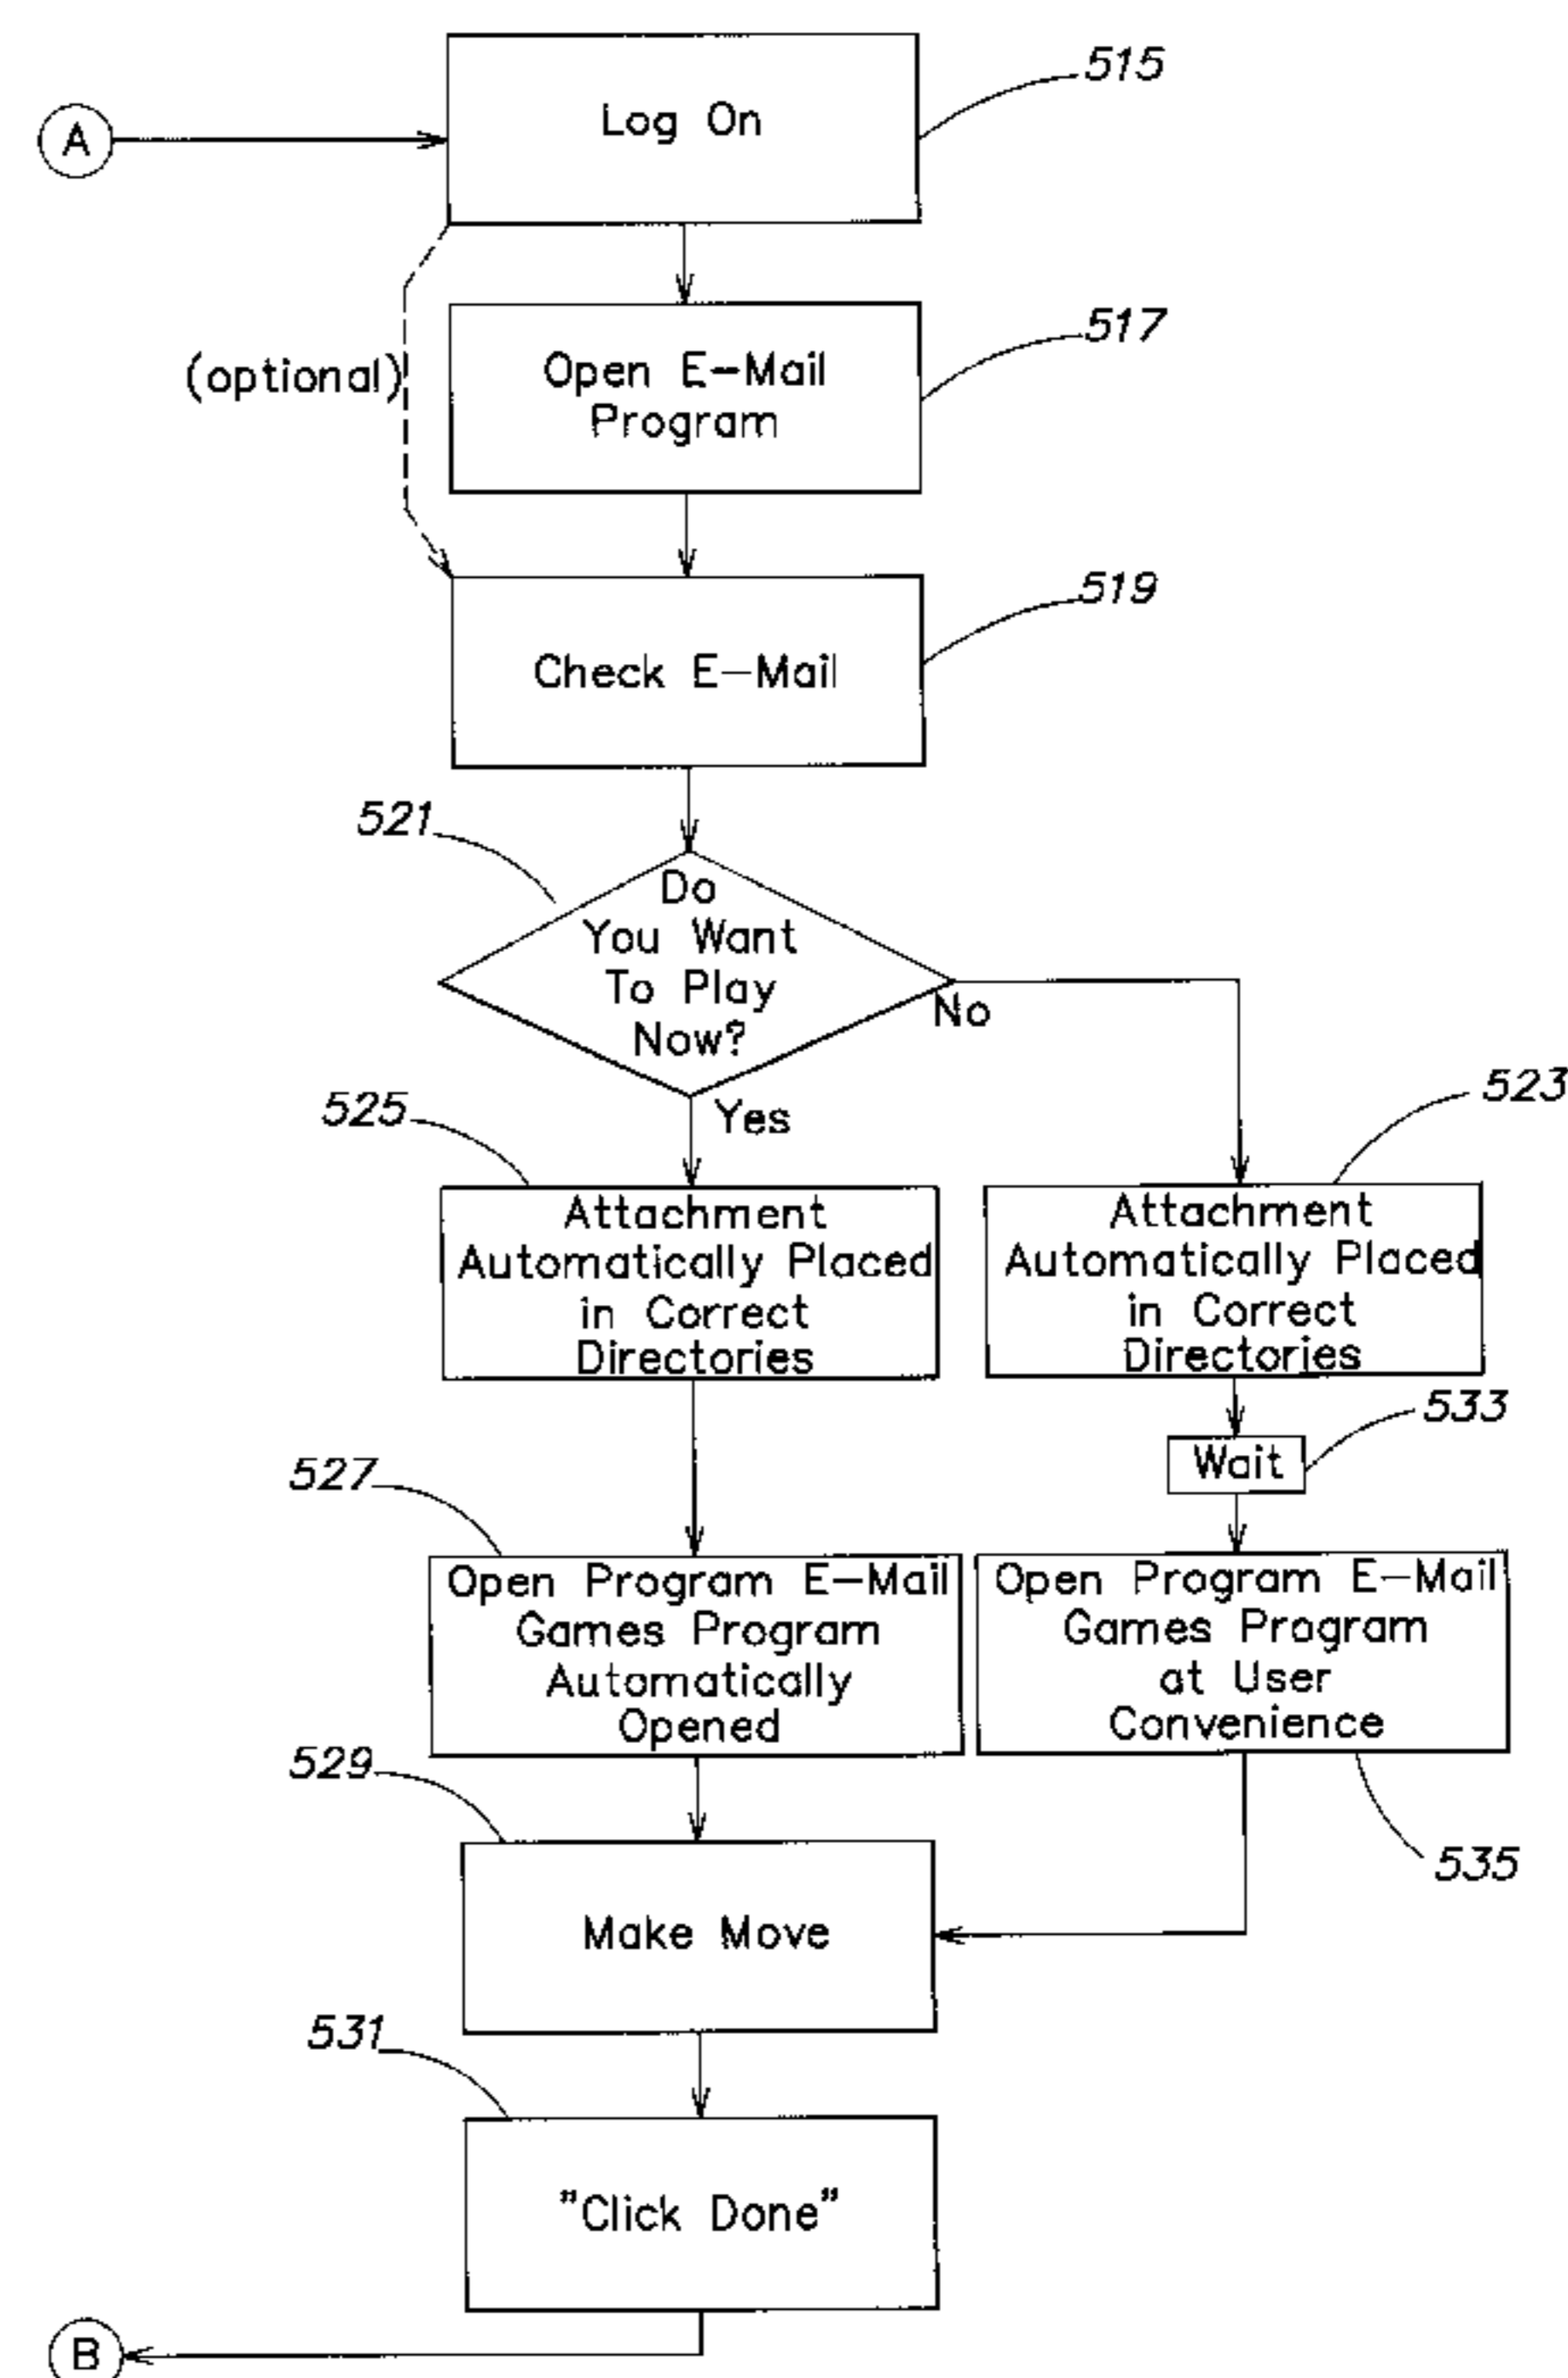 515
Log On
A
517
(optional)
Open E-Mail
Program
519
Check E-Mail
521
Do
You Want
To Play
Now?
No
Yes
525
523
Attachment
Automatically Placed
in Correct
Directories
Attachment
Automatically Placed
in Correct
Directories
533
Wait
527
Open Program E-Mail
Games Program
Automatically
Opened
Open Program E-Mail
Games Program
at User
Convenience
529
535
Make Move
531
"Click Done"
B